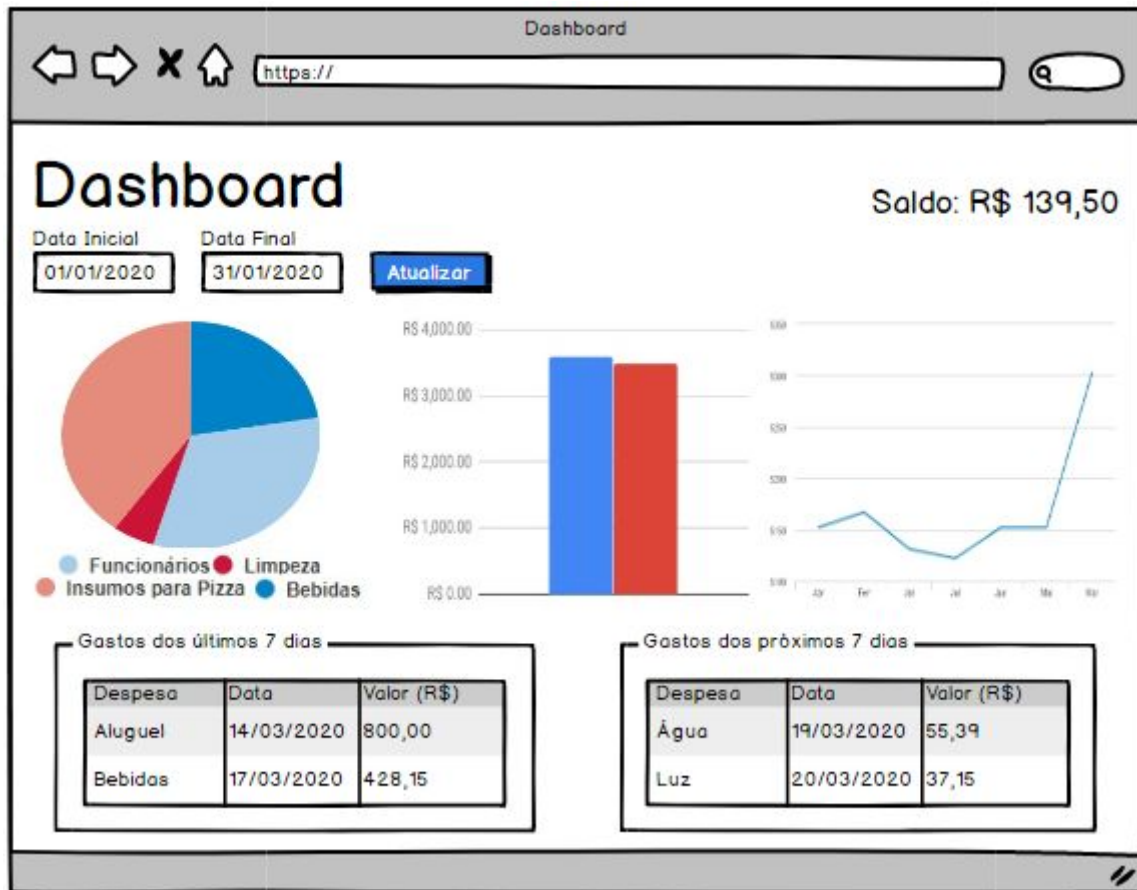 Dashboard
https://
Dashboard
Saldo: R$ 139,50
Data Inicial Data Final
01/01/2020 31/01/2020 Atualizar
R$ 4,000.00
R$ 3,000.00
R$ 2,000.00
R$ 1,000.00
R$ 0.00
Funcionários Limpeza
Insumos para Pizza Bebidas
Gastos dos últimos 7 dias
Despesa Data Valor (R$)
Aluguel 14/03/2020 800,00
Bebidas 17/03/2020 428,15
Gastos dos próximos 7 dias
Despesa Data Valor (R$)
Água 19/03/2020 55,39
Luz 20/03/2020 37,15